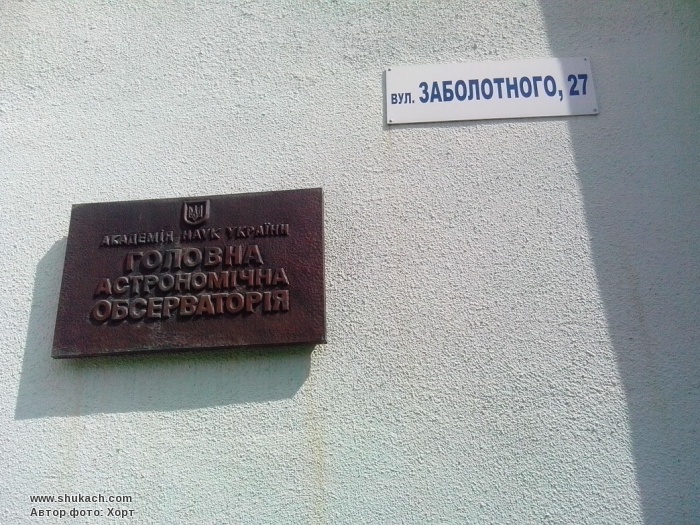 вул. ЗАБОЛОТНОГО, 27
АКАДЕМІЯ НАУК УКРАЇНИ
ГОЛОВНА
АСТРОНОМІЧНА
ОБСЕРВАТОРІЯ
www.shukach.com
Автор фото: Хорт